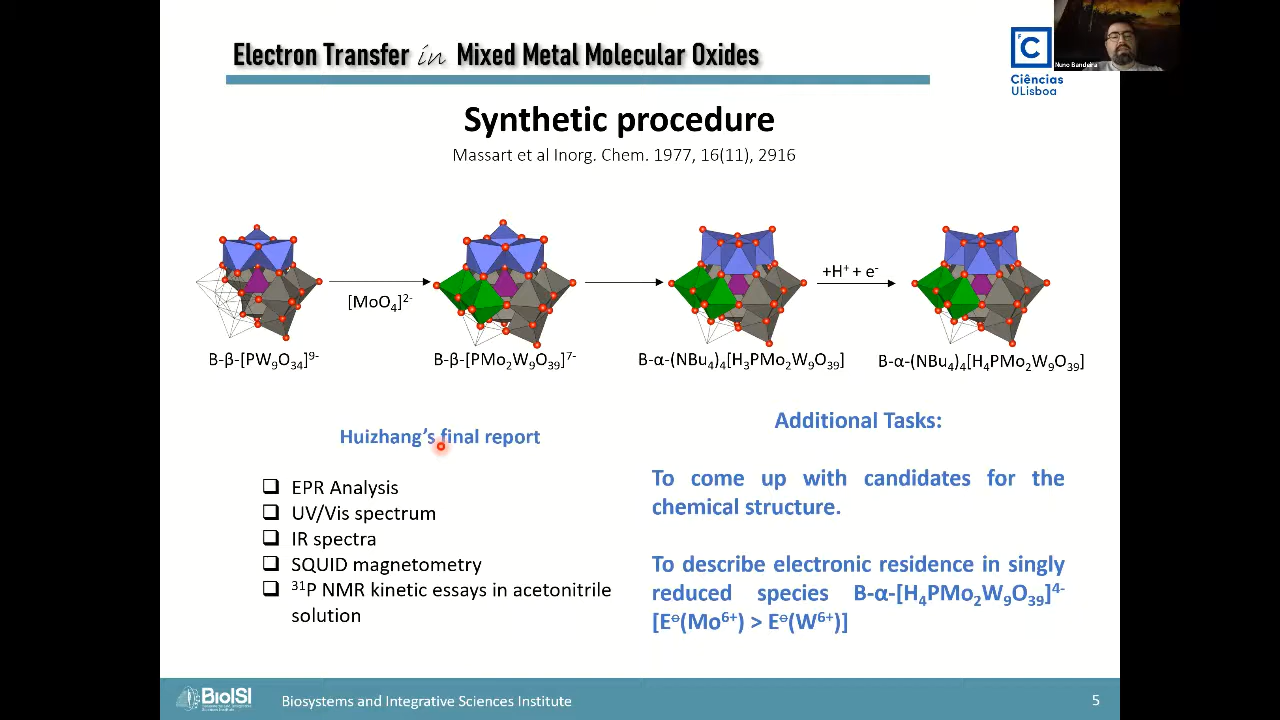 Electron Transfer in Mixed Metal Molecular Oxides
C
Ciências
ULisboa
Nuno Bandeira
Synthetic procedure
Massart et al Inorg. Chem. 1977, 16(11), 2916
[MoO₄]²⁻
+H⁺ + e⁻
B-β-[PW₉O₃₄]⁹⁻
B-β-[PMo₂W₉O₃₉]⁷⁻
B-α-(NBu₄)₄[H₃PMo₂W₉O₃₉]
B-α-(NBu₄)₄[H₄PMo₂W₉O₃₉]
Huizhang’s final report
❑ EPR Analysis
❑ UV/Vis spectrum
❑ IR spectra
❑ SQUID magnetometry
❑ ³¹P NMR kinetic essays in acetonitrile
solution
Additional Tasks:
To come up with candidates for the
chemical structure.
To describe electronic residence in singly
reduced species B-α-[H₄PMo₂W₉O₃₉]⁴⁻
[E⊖(Mo⁶⁺) > E⊖(W⁶⁺)]
BioISI
Biosystems and Integrative Sciences Institute
5